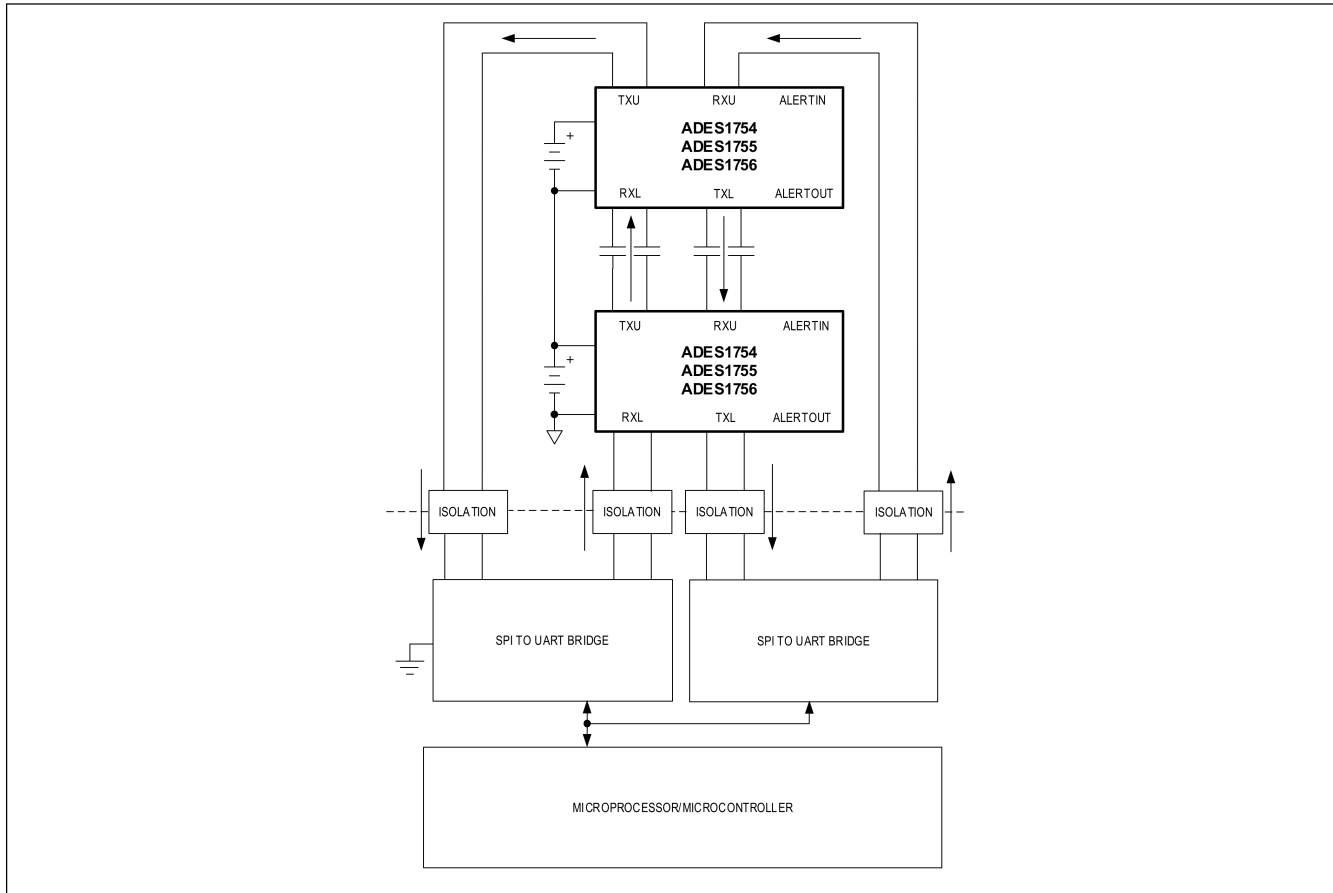 TXU RXU ALERTIN
ADES1754
ADES1755
ADES1756
+
RXL TXL ALERTOUT
TXU RXU ALERTIN
ADES1754
ADES1755
ADES1756
+
RXL TXL ALERTOUT
ISOLATION ISOLATION ISOLATION ISOLATION
SPI TO UART BRIDGE SPI TO UART BRIDGE
MICROPROCESSOR/MICROCONTROLLER